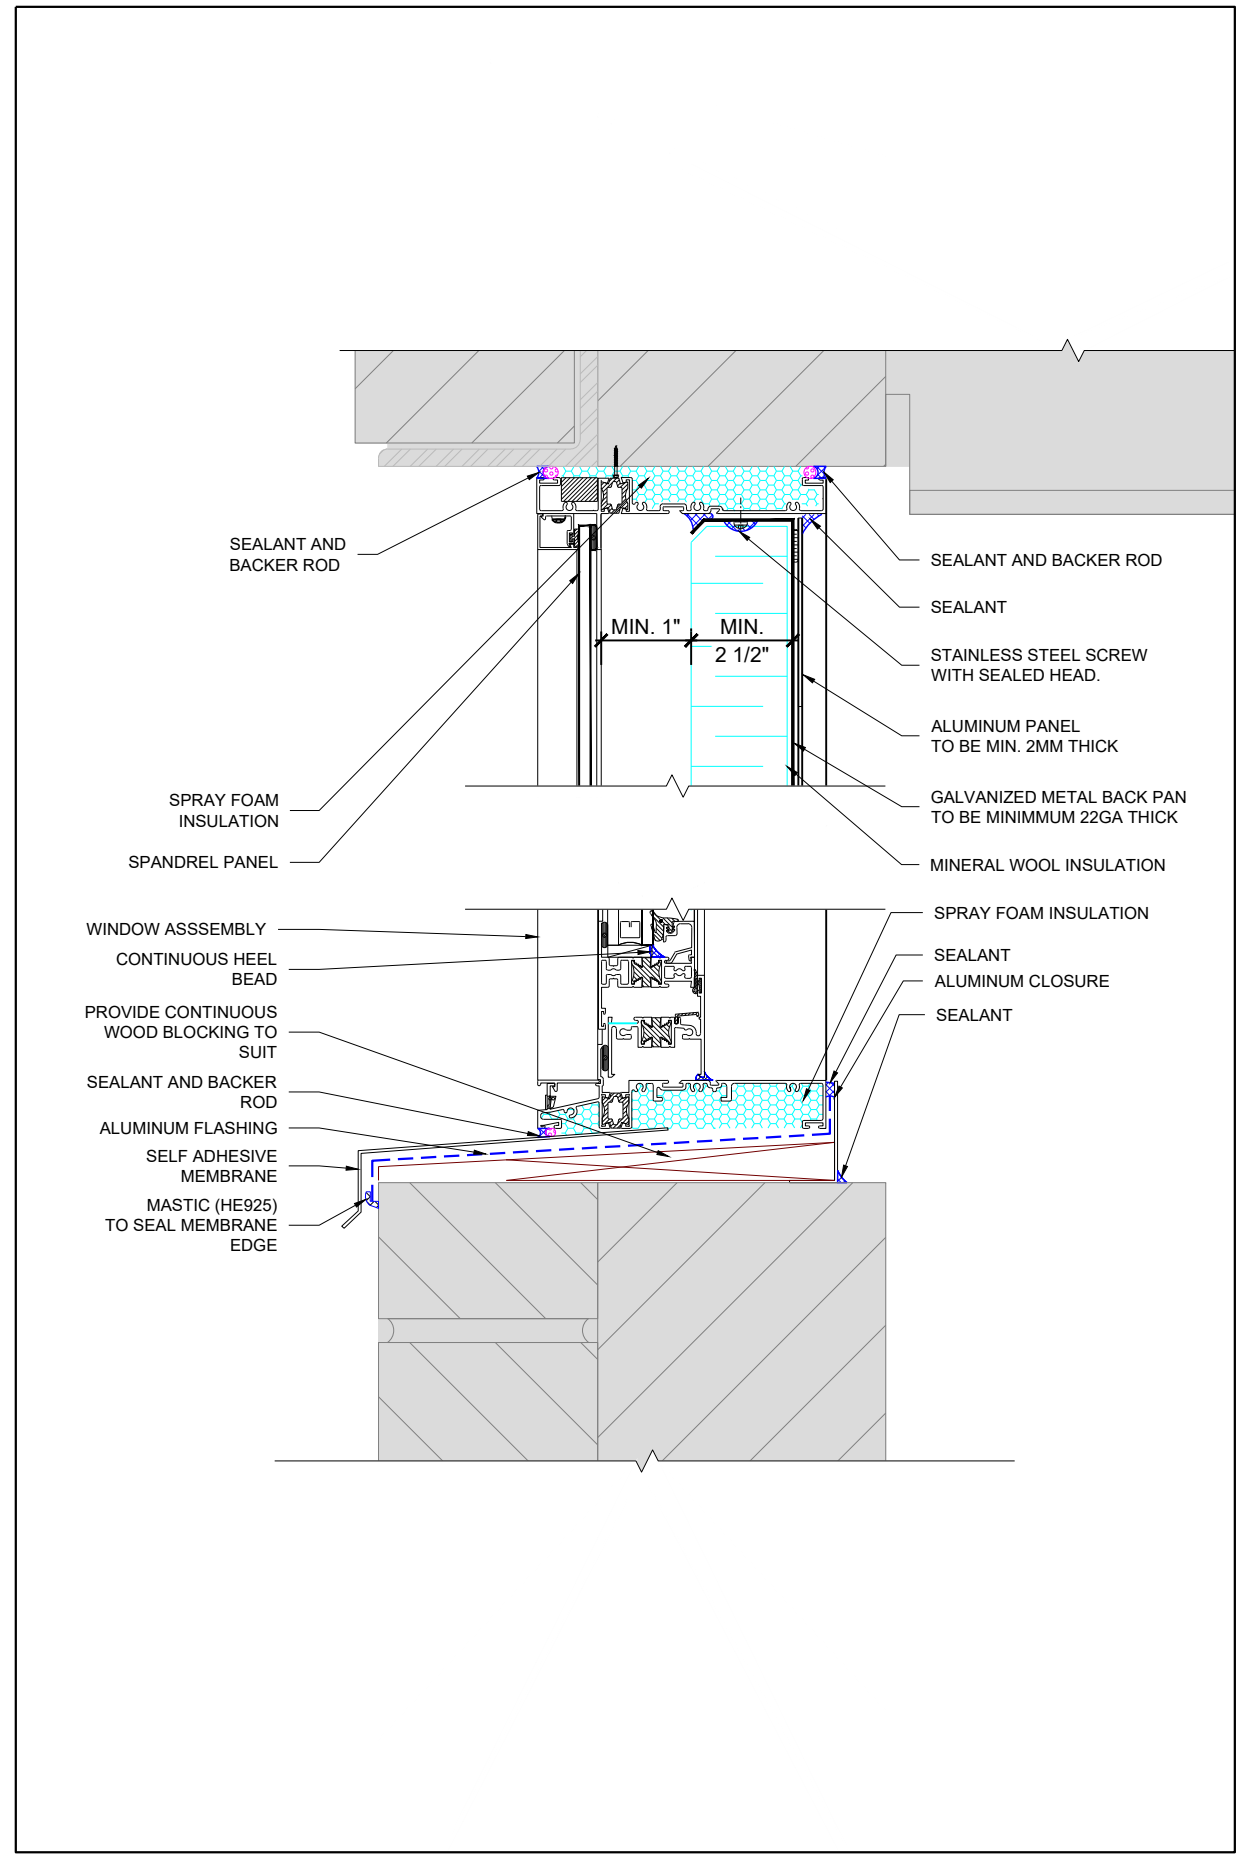 SEALANT AND
BACKER ROD
SEALANT AND BACKER ROD
SEALANT
MIN. 1"
MIN.
2 1/2"
STAINLESS STEEL SCREW
WITH SEALED HEAD.
ALUMINUM PANEL
TO BE MIN. 2MM THICK
SPRAY FOAM
INSULATION
GALVANIZED METAL BACK PAN
TO BE MINIMMUM 22GA THICK
SPANDREL PANEL
MINERAL WOOL INSULATION
WINDOW ASSSEMBLY
CONTINUOUS HEEL
BEAD
PROVIDE CONTINUOUS
WOOD BLOCKING TO
SUIT
SEALANT AND BACKER
ROD
ALUMINUM FLASHING
SELF ADHESIVE
MEMBRANE
MASTIC (HE925)
TO SEAL MEMBRANE
EDGE
SPRAY FOAM INSULATION
SEALANT
ALUMINUM CLOSURE
SEALANT